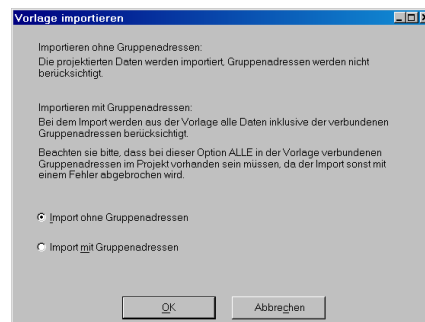 Vorlage importieren
Importieren ohne Gruppenadressen:
Die projektierten Daten werden importiert, Gruppenadressen werden nicht
berücksichtigt.
Importieren mit Gruppenadressen:
Bei dem Import werden aus der Vorlage alle Daten inklusive der verbundenen
Gruppenadressen berücksichtigt.
Beachten sie bitte, dass bei dieser Option ALLE in der Vorlage verbundenen
Gruppenadressen im Projekt vorhanden sein müssen, da der Import sonst mit
einem Fehler abgebrochen wird.
Import ohne Gruppenadressen
Import mit Gruppenadressen
OK
Abbrechen